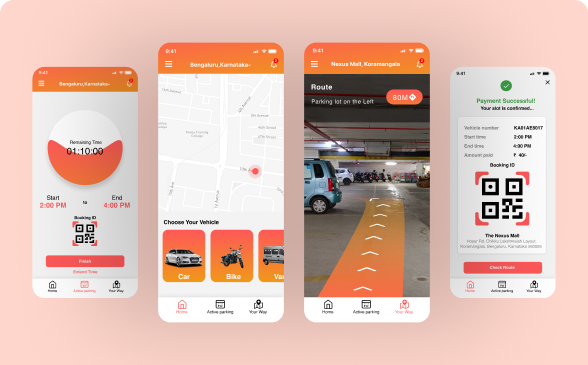 9:41
Bengaluru,Karnataka-
Remaining Time
01:10:00
Start
to
End
2:00 PM
4:00 PM
Booking ID
Finish
Extend Time
Home
Active parking
Your Way
9:41
Bengaluru,Karnataka-
Choose Your Vehicle
Car
Bike
Van
Home
Active parking
Your Way
9:41
Nexus Mall, Koramangala
Route
Parking lot on the Left
80M
Home
Active parking
Your Way
9:41
Payment Successful!
Your slot is confirmed...
Vehicle number KA01AE5017
Start time 2:00 PM
End time 4:00 PM
Amount paid ₹ 40/-
Booking ID
The Nexus Mall
Check Route
Home
Active parking
Your Way